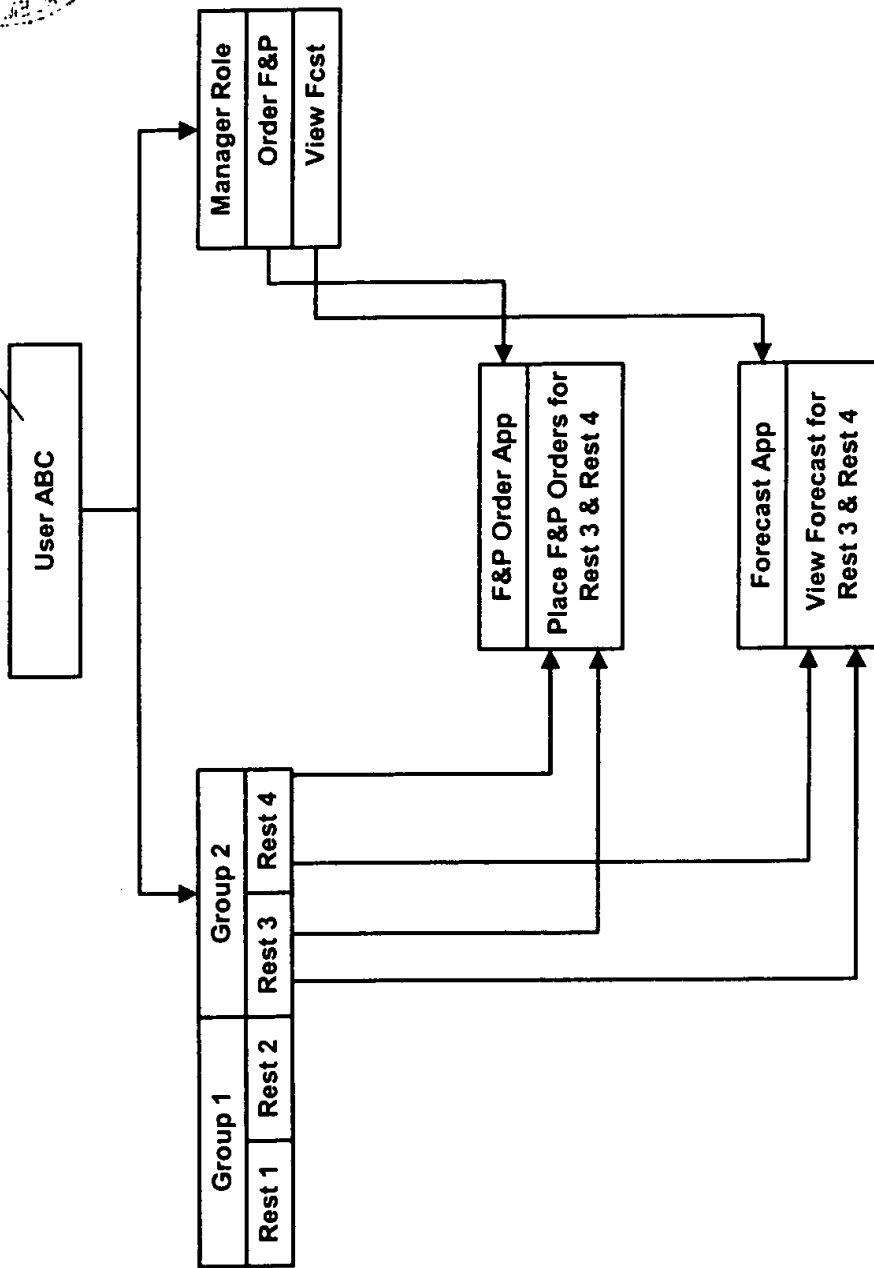 User ABC
Group 1
Group 2
Rest 1
Rest 2
Rest 3
Rest 4
Manager Role
Order F&P
View Fcst
F&P Order App
Place F&P Orders for
Rest 3 & Rest 4
Forecast App
View Forecast for
Rest 3 & Rest 4